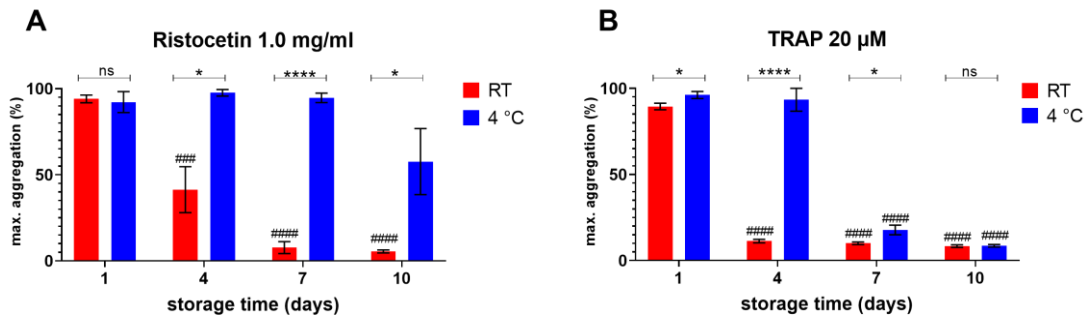 A
Ristocetin 1.0 mg/ml
ns * **** *
100
50
0
max. aggregation (%)
###
####
####
1 4 7 10
storage time (days)
RT
4 °C
B
TRAP 20 µM
* **** * ns
100
50
0
max. aggregation (%)
####
####
####
####
####
1 4 7 10
storage time (days)
RT
4 °C